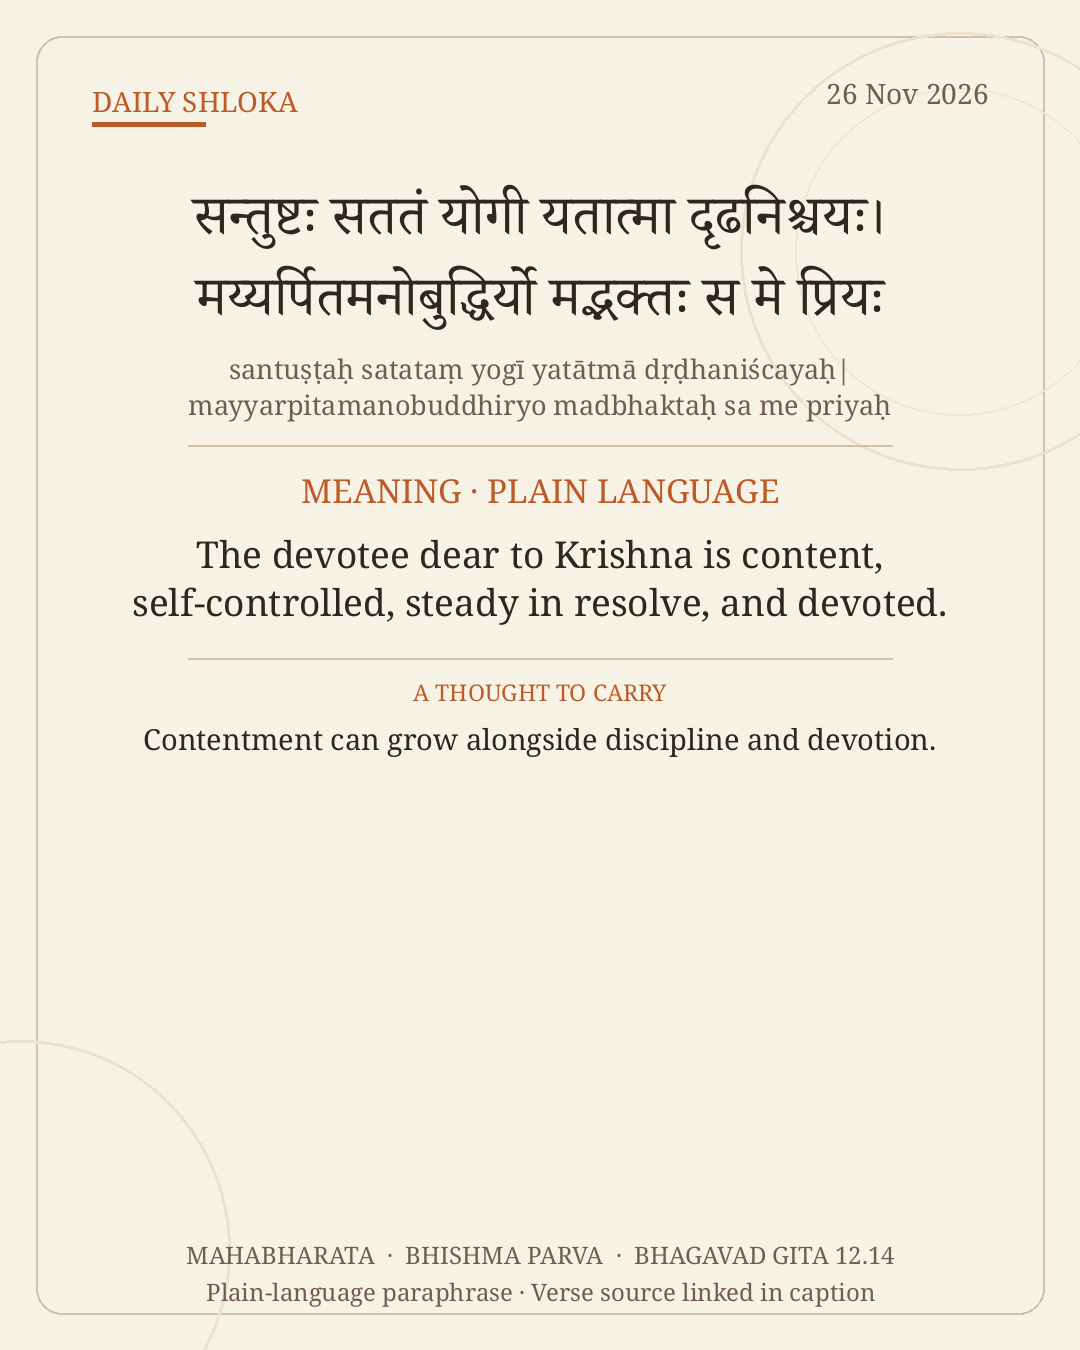 DAILY SHLOKA
26 Nov 2026
सन्तुष्टः सततं योगी यतात्मा दृढनिश्चयः।
मय्यर्पितमनोबुद्धिर्यो मद्भक्तः स मे प्रियः
santuṣṭaḥ satataṃ yogī yatātmā dṛḍhaniścayaḥ|
mayyarpitamanobuddhiryo madbhaktaḥ sa me priyaḥ
MEANING · PLAIN LANGUAGE
The devotee dear to Krishna is content,
self-controlled, steady in resolve, and devoted.
A THOUGHT TO CARRY
Contentment can grow alongside discipline and devotion.
MAHABHARATA · BHISHMA PARVA · BHAGAVAD GITA 12.14
Plain-language paraphrase · Verse source linked in caption